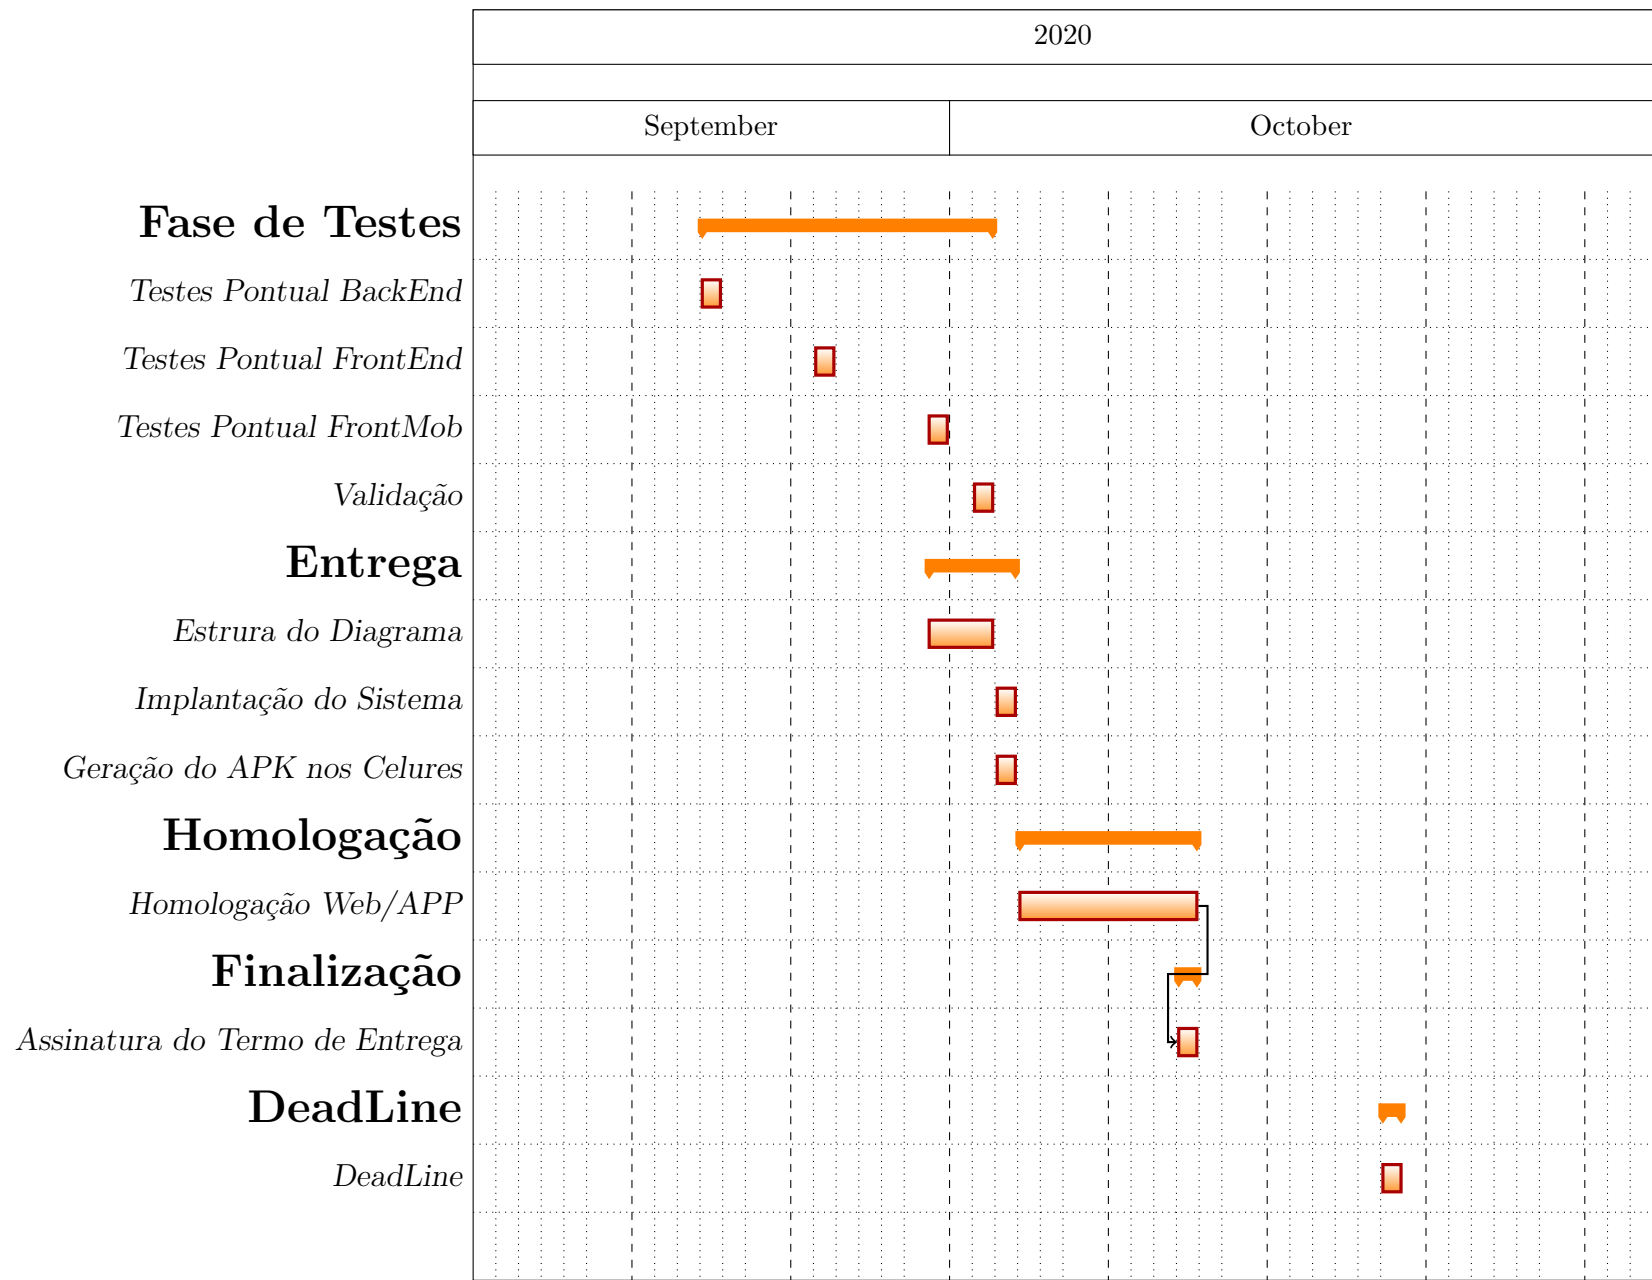 2020
September
October
Fase de Testes
Testes Pontual BackEnd
Testes Pontual FrontEnd
Testes Pontual FrontMob
Validação
Entrega
Estrura do Diagrama
Implantação do Sistema
Geração do APK nos Celures
Homologação
Homologação Web/APP
Finalização
Assinatura do Termo de Entrega
DeadLine
DeadLine